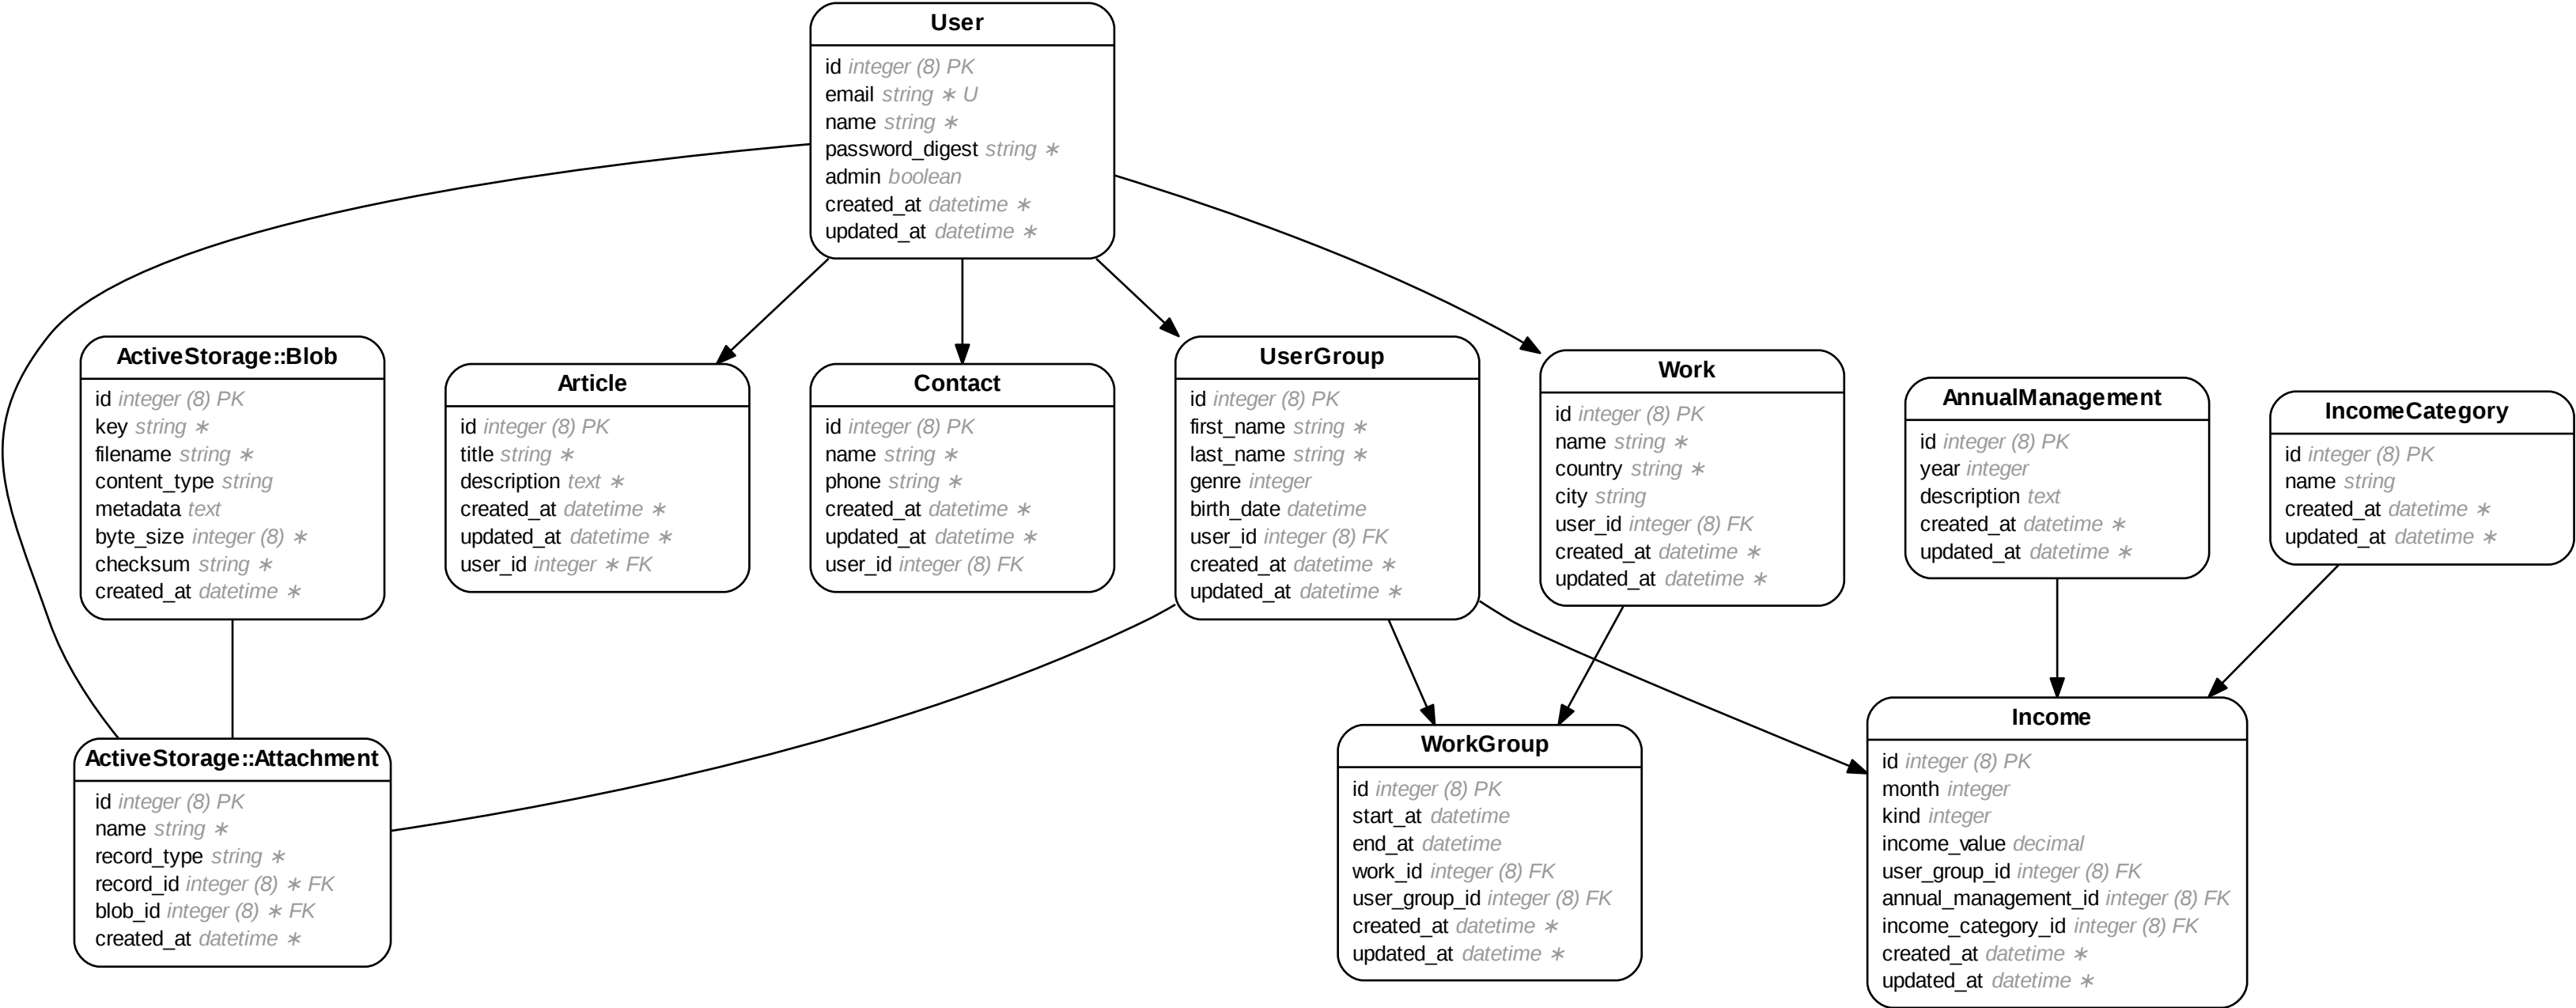 User
id integer (8) PK
email string ∗ U
name string ∗
password_digest string ∗
admin boolean
created_at datetime ∗
updated_at datetime ∗
ActiveStorage::Blob
id integer (8) PK
key string ∗
filename string ∗
content_type string
metadata text
byte_size integer (8) ∗
checksum string ∗
created_at datetime ∗
Article
id integer (8) PK
title string ∗
description text ∗
created_at datetime ∗
updated_at datetime ∗
user_id integer ∗ FK
Contact
id integer (8) PK
name string ∗
phone string ∗
created_at datetime ∗
updated_at datetime ∗
user_id integer (8) FK
UserGroup
id integer (8) PK
first_name string ∗
last_name string ∗
genre integer
birth_date datetime
user_id integer (8) FK
created_at datetime ∗
updated_at datetime ∗
Work
id integer (8) PK
name string ∗
country string ∗
city string
user_id integer (8) FK
created_at datetime ∗
updated_at datetime ∗
AnnualManagement
id integer (8) PK
year integer
description text
created_at datetime ∗
updated_at datetime ∗
IncomeCategory
id integer (8) PK
name string
created_at datetime ∗
updated_at datetime ∗
ActiveStorage::Attachment
id integer (8) PK
name string ∗
record_type string ∗
record_id integer (8) ∗ FK
blob_id integer (8) ∗ FK
created_at datetime ∗
WorkGroup
id integer (8) PK
start_at datetime
end_at datetime
work_id integer (8) FK
user_group_id integer (8) FK
created_at datetime ∗
updated_at datetime ∗
Income
id integer (8) PK
month integer
kind integer
income_value decimal
user_group_id integer (8) FK
annual_management_id integer (8) FK
income_category_id integer (8) FK
created_at datetime ∗
updated_at datetime ∗